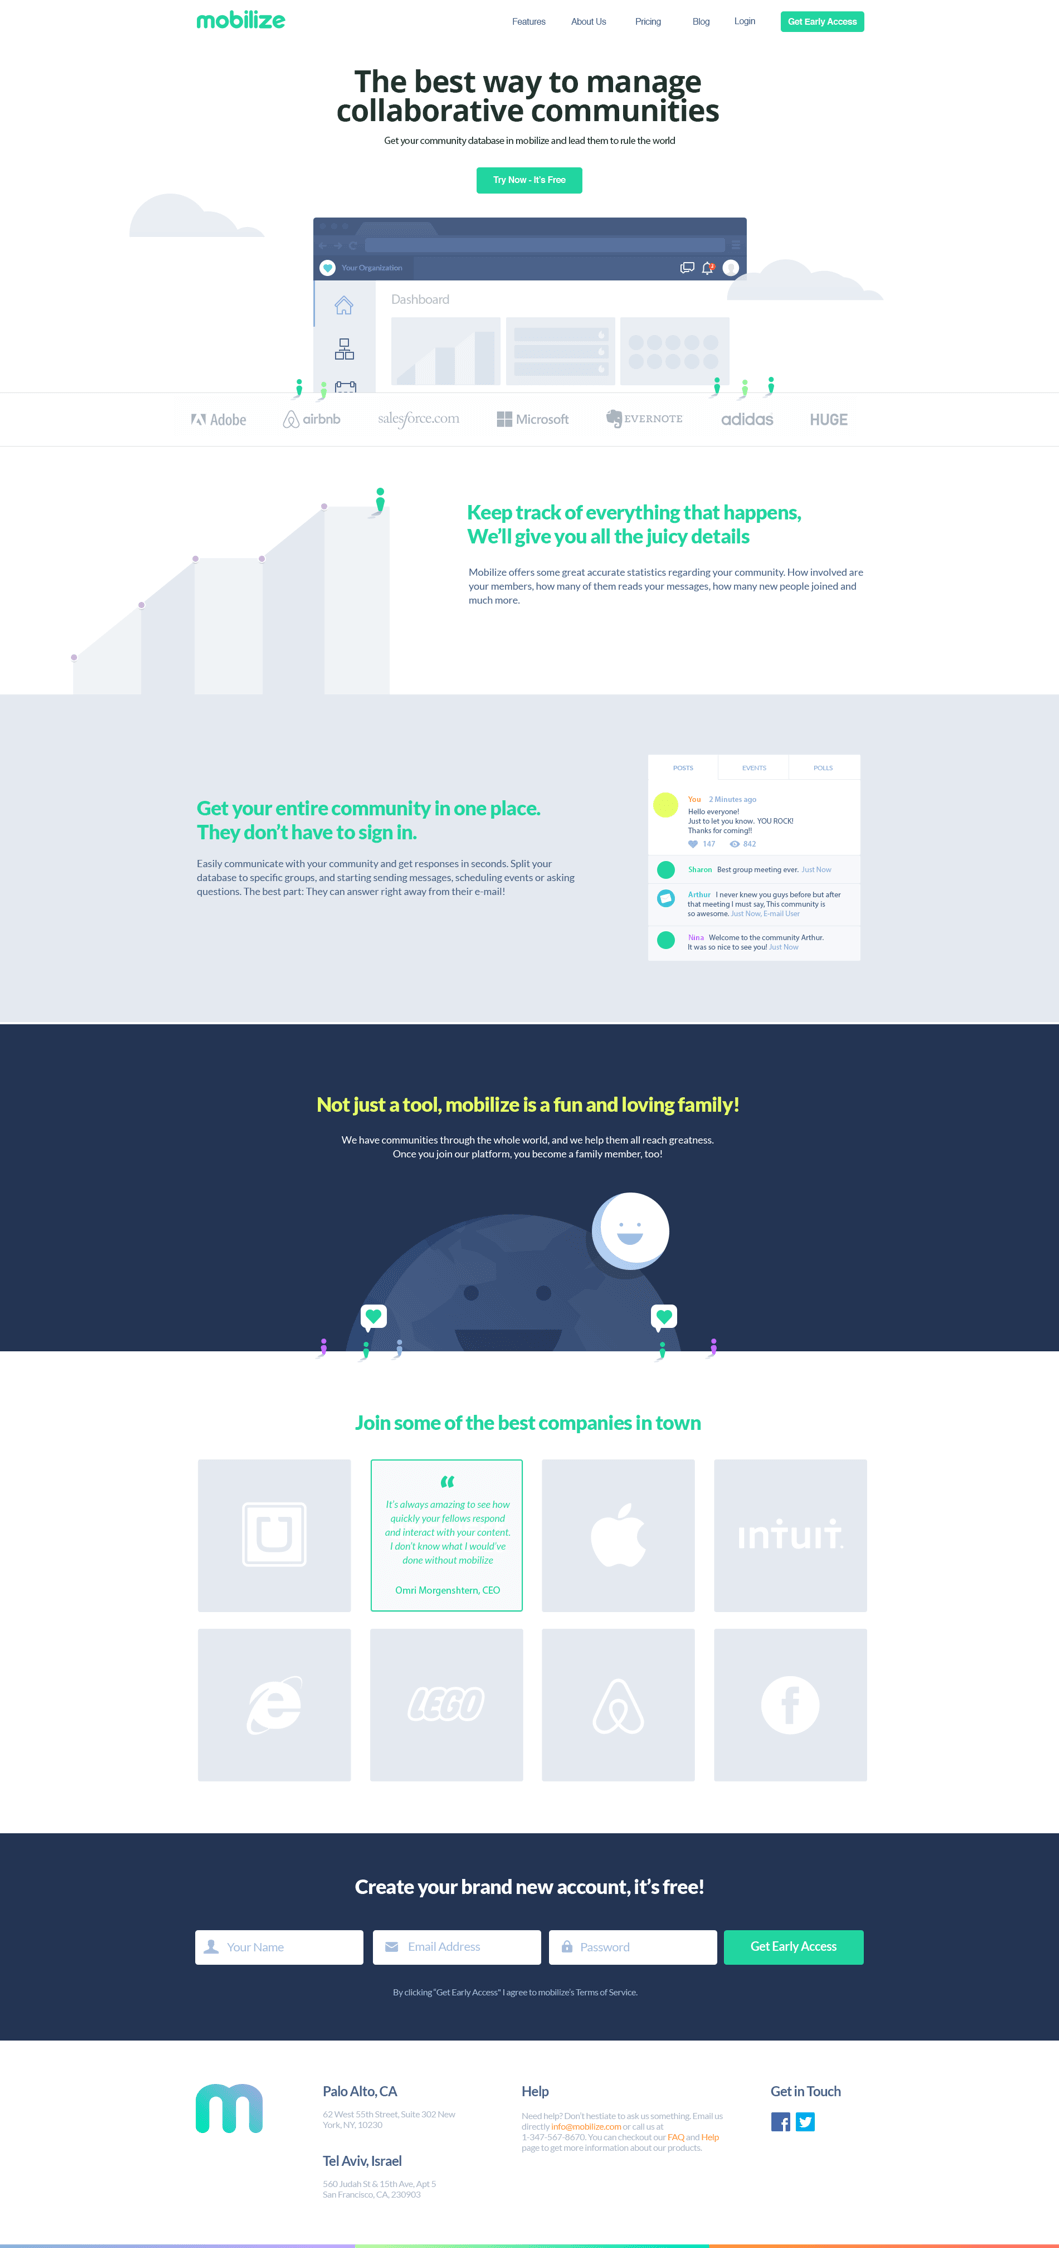 mobilize
Features About Us Pricing Blog Login Get Early Access
The best way to manage
collaborative communities
Get your community database in mobilize and lead them to rule the world
Try Now - It's Free
Your Organization
Dashboard
Adobe airbnb salesforce.com Microsoft EVERNOTE adidas HUGE
Keep track of everything that happens,
We'll give you all the juicy details
Mobilize offers some great accurate statistics regarding your community. How involved are
your members, how many of them reads your messages, how many new people joined and
much more.
Get your entire community in one place.
They don't have to sign in.
Easily communicate with your community and get responses in seconds. Split your
database to specific groups, and starting sending messages, scheduling events or asking
questions. The best part: They can answer right away from their e-mail!
POSTS EVENTS POLLS
You 2 Minutes ago
Hello everyone!
Just to let you know. YOU ROCK!
Thanks for coming!!
147 842
Sharon Best group meeting ever. Just Now
Arthur I never knew you guys before but after
that meeting I must say, This community is
so awesome. Just Now, E-mail User
Nina Welcome to the community Arthur.
It was so nice to see you! Just Now
Not just a tool, mobilize is a fun and loving family!
We have communities through the whole world, and we help them all reach greatness.
Once you join our platform, you become a family member, too!
Join some of the best companies in town
“
It's always amazing to see how
quickly your fellows respond
and interact with your content.
I don't know what I would've
done without mobilize
Omri Morgenshtern, CEO
intuit.
LEGO
Create your brand new account, it's free!
Your Name Email Address Password Get Early Access
By clicking "Get Early Access" I agree to mobilize's Terms of Service.
m
Palo Alto, CA
62 West 55th Street, Suite 302 New
York, NY, 10230
Tel Aviv, Israel
560 Judah St & 15th Ave, Apt 5
San Francisco, CA, 230903
Help
Need help? Don't hestiate to ask us something. Email us
directly info@mobilize.com or call us at
1-347-567-8670. You can checkout our FAQ and Help
page to get more information about our products.
Get in Touch